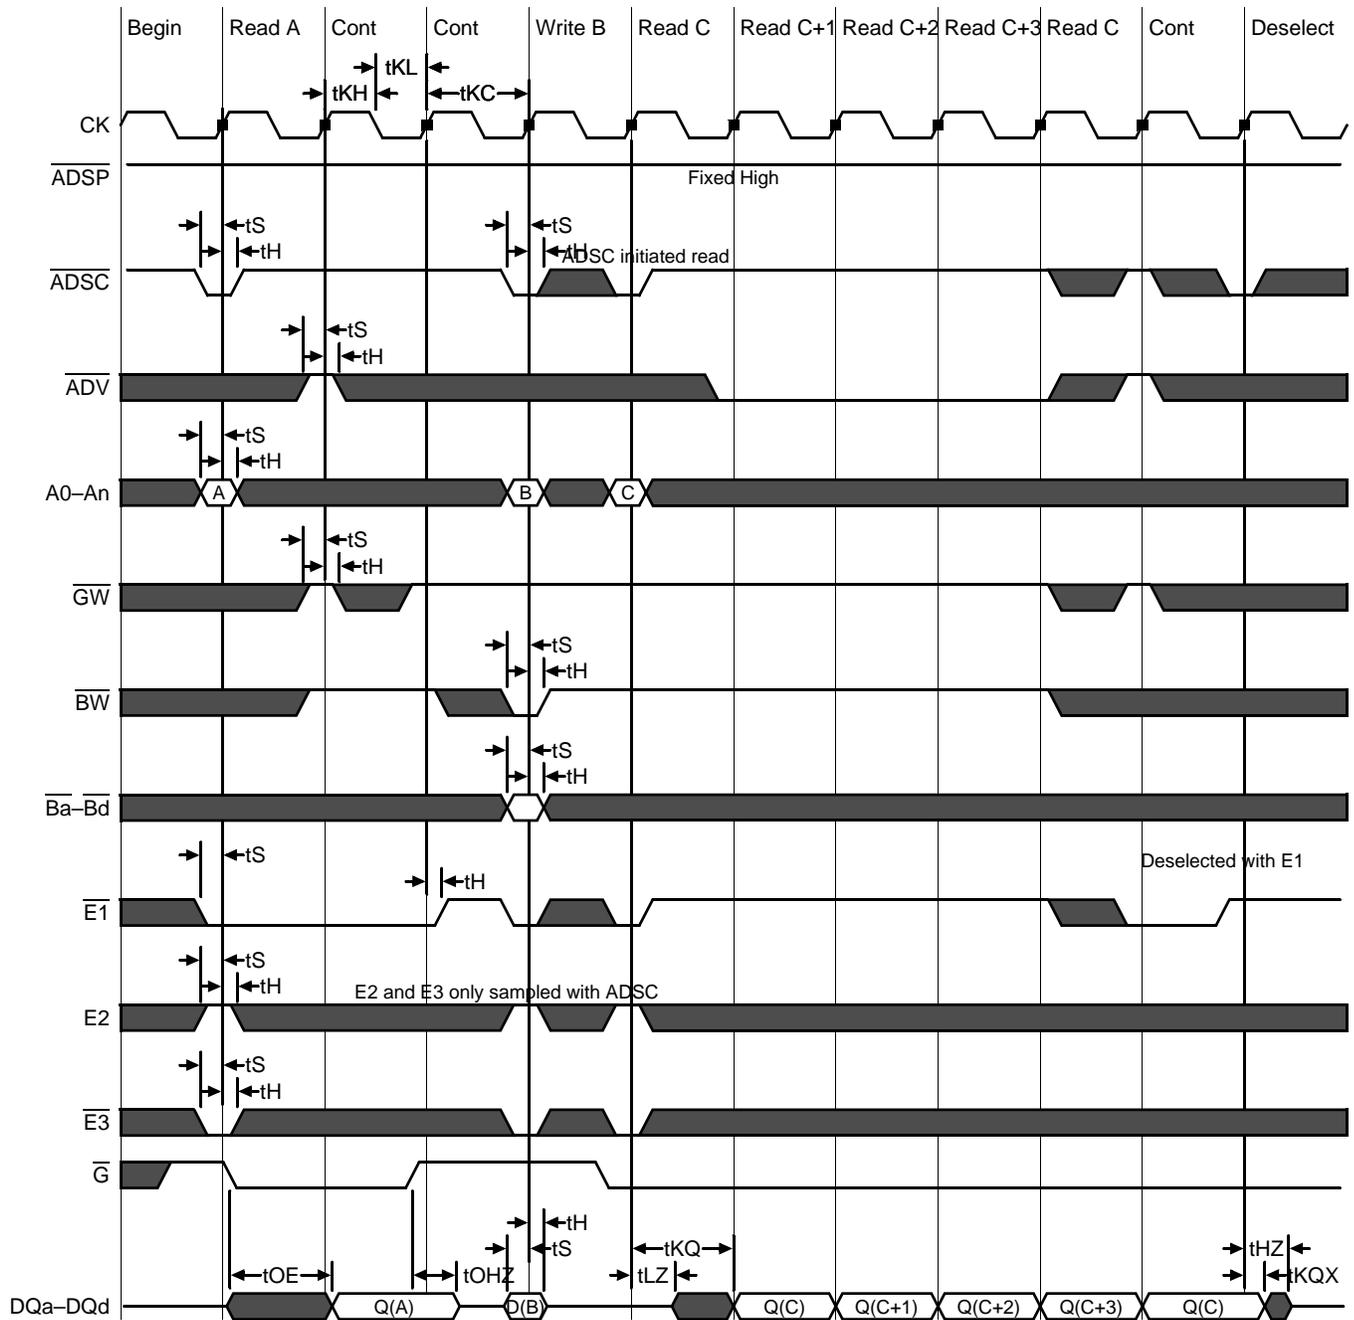 Begin Read A Cont Cont Write B Read C Read C+1 Read C+2 Read C+3 Read C Cont Deselect
tKL
tKH tKC
CK
ADSP Fixed High
tS tS
tH tH ADSC initiated read
ADSC
tS
tH
ADV
tS
tH
A0–An A B C
tS
tH
GW
tS
tH
BW
tS
tH
Ba–Bd
tS Deselected with E1
tH
E1
tS
tH E2 and E3 only sampled with ADSC
E2
tS
tH
E3
G
tH
tS tKQ tHZ
tOE tOHZ tLZ tKQX
DQa–DQd Q(A) D(B) Q(C) Q(C+1) Q(C+2) Q(C+3) Q(C)